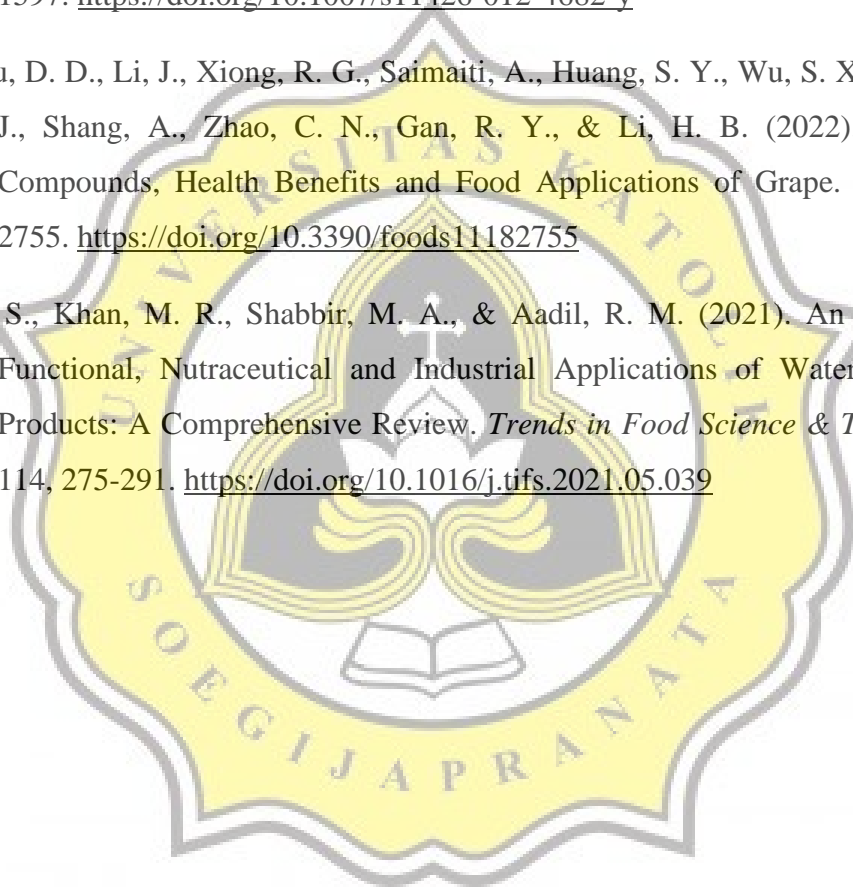 1597. https://doi.org/10.1007/s11426-012-4682-y
u, D. D., Li, J., Xiong, R. G., Saimaiti, A., Huang, S. Y., Wu, S. X
J., Shang, A., Zhao, C. N., Gan, R. Y., & Li, H. B. (2022)
Compounds, Health Benefits and Food Applications of Grape.
2755. https://doi.org/10.3390/foods11182755
S., Khan, M. R., Shabbir, M. A., & Aadil, R. M. (2021). An
Functional, Nutraceutical and Industrial Applications of Water
Products: A Comprehensive Review. Trends in Food Science & T
114, 275-291. https://doi.org/10.1016/j.tifs.2021.05.039
UNIVERSITAS KATOLIK
SOEGIJAPRANATA